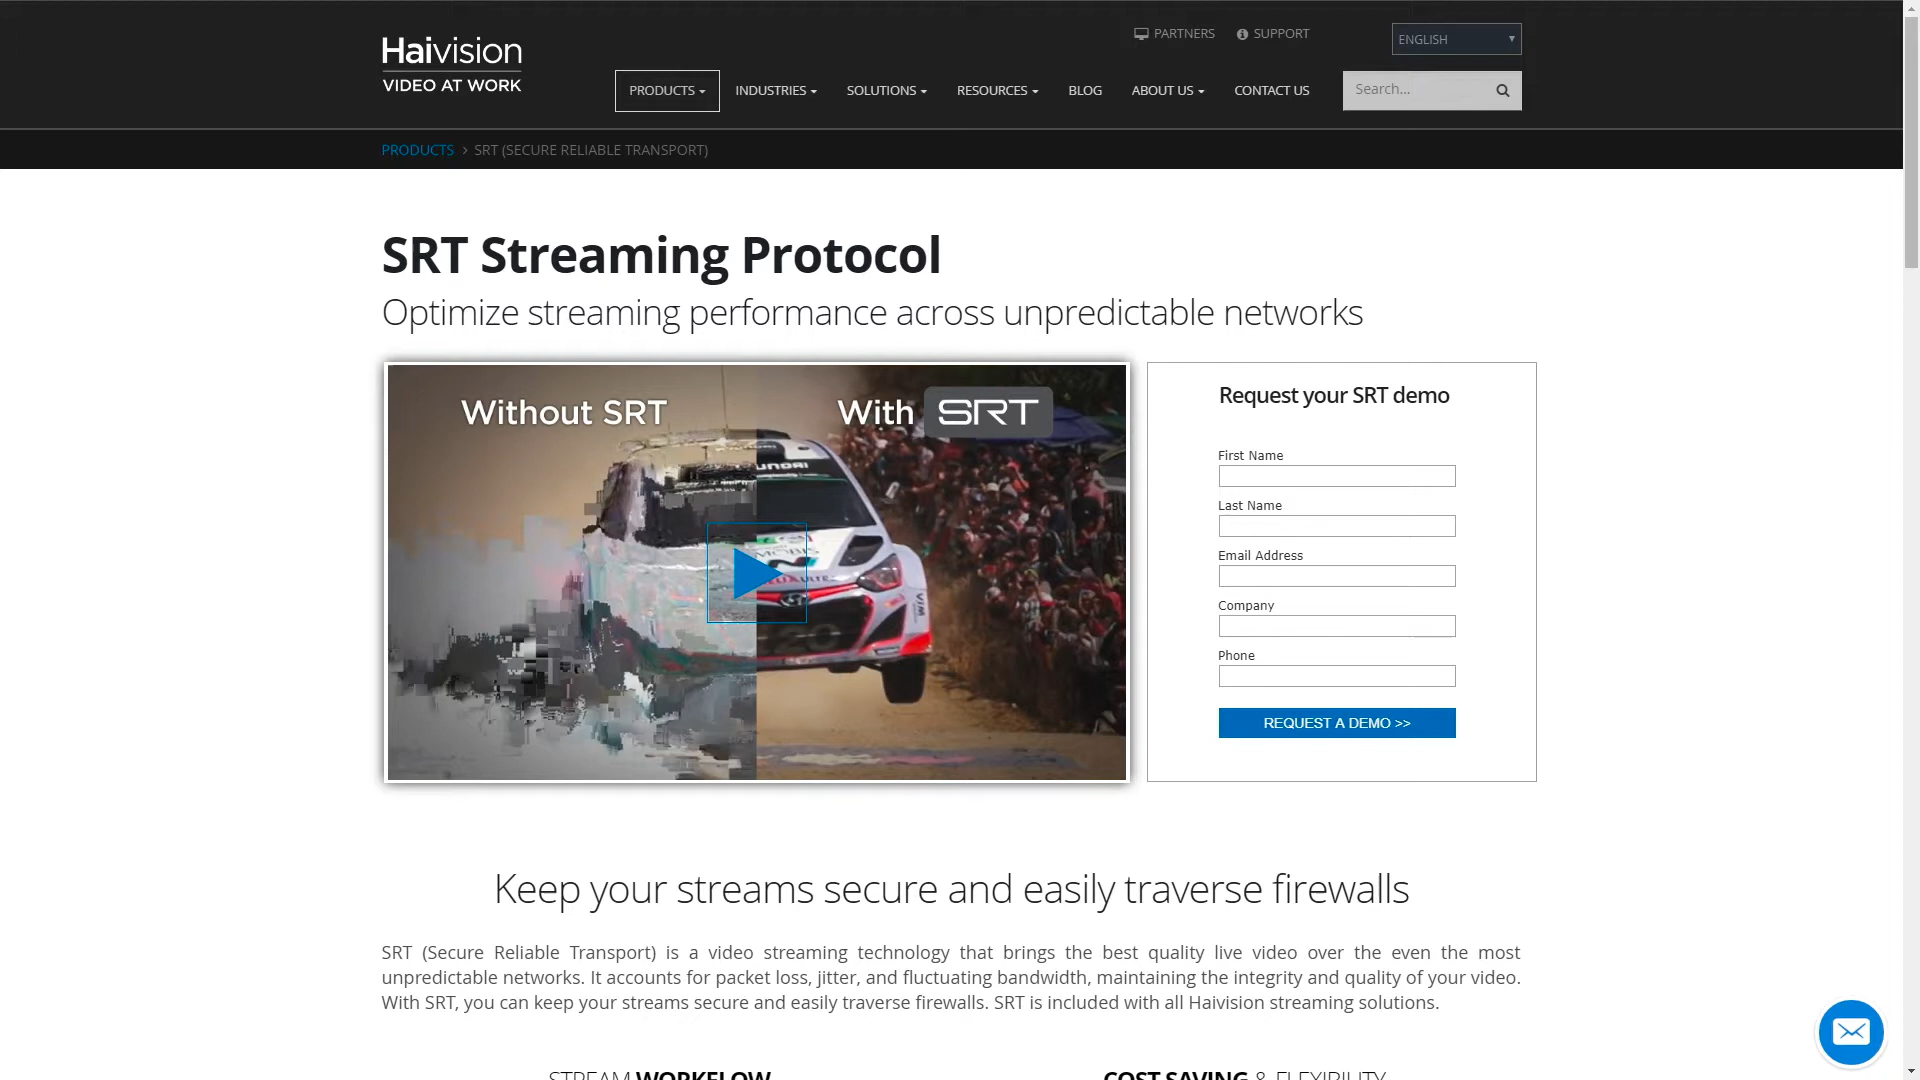 PARTNERS SUPPORT ENGLISH
Haivision
VIDEO AT WORK
PRODUCTS INDUSTRIES SOLUTIONS RESOURCES BLOG ABOUT US CONTACT US Search...
PRODUCTS > SRT (SECURE RELIABLE TRANSPORT)
SRT Streaming Protocol
Optimize streaming performance across unpredictable networks
Without SRT With SRT
Request your SRT demo
First Name
Last Name
Email Address
Company
Phone
REQUEST A DEMO >>
Keep your streams secure and easily traverse firewalls
SRT (Secure Reliable Transport) is a video streaming technology that brings the best quality live video over the even the most
unpredictable networks. It accounts for packet loss, jitter, and fluctuating bandwidth, maintaining the integrity and quality of your video.
With SRT, you can keep your streams secure and easily traverse firewalls. SRT is included with all Haivision streaming solutions.
STREAM WORKFLOW COST SAVING & FLEXIBILITY